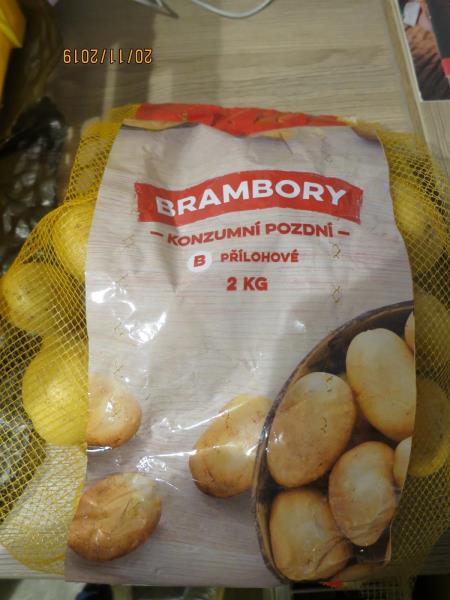 20/11/2019
BRAMBORY
— KONZUMNÍ POZDNÍ —
B PŘÍLOHOVÉ
2 KG